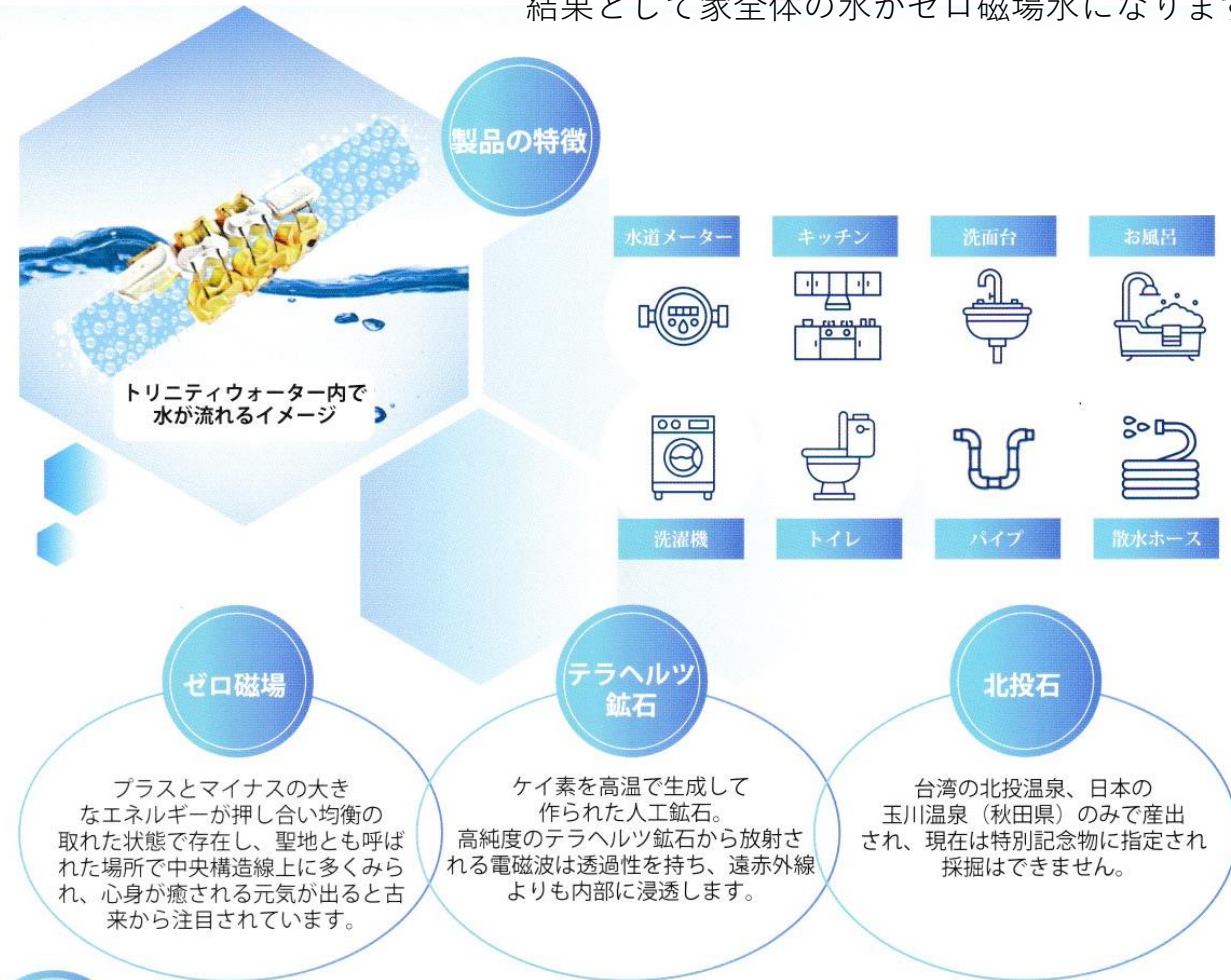 結果として家全体の水がゼロ磁場水になります
製品の特徴
トリニティウォーター内で
水が流れるイメージ
水道メーター
キッチン
洗面台
お風呂
洗濯機
トイレ
パイプ
散水ホース
ゼロ磁場
プラスとマイナスの大き
なエネルギーが押し合い均衡の
取れた状態で存在し、聖地とも呼ば
れた場所で中央構造線上に多くみら
れ、心身が癒される元気が出ると古
来から注目されています。
テラヘルツ
鉱石
ケイ素を高温で生成して
作られた人工鉱石。
高純度のテラヘルツ鉱石から放射さ
れる電磁波は透過性を持ち、遠赤外線
よりも内部に浸透します。
北投石
台湾の北投温泉、日本の
玉川温泉（秋田県）のみで産出
され、現在は特別記念物に指定され
採掘はできません。